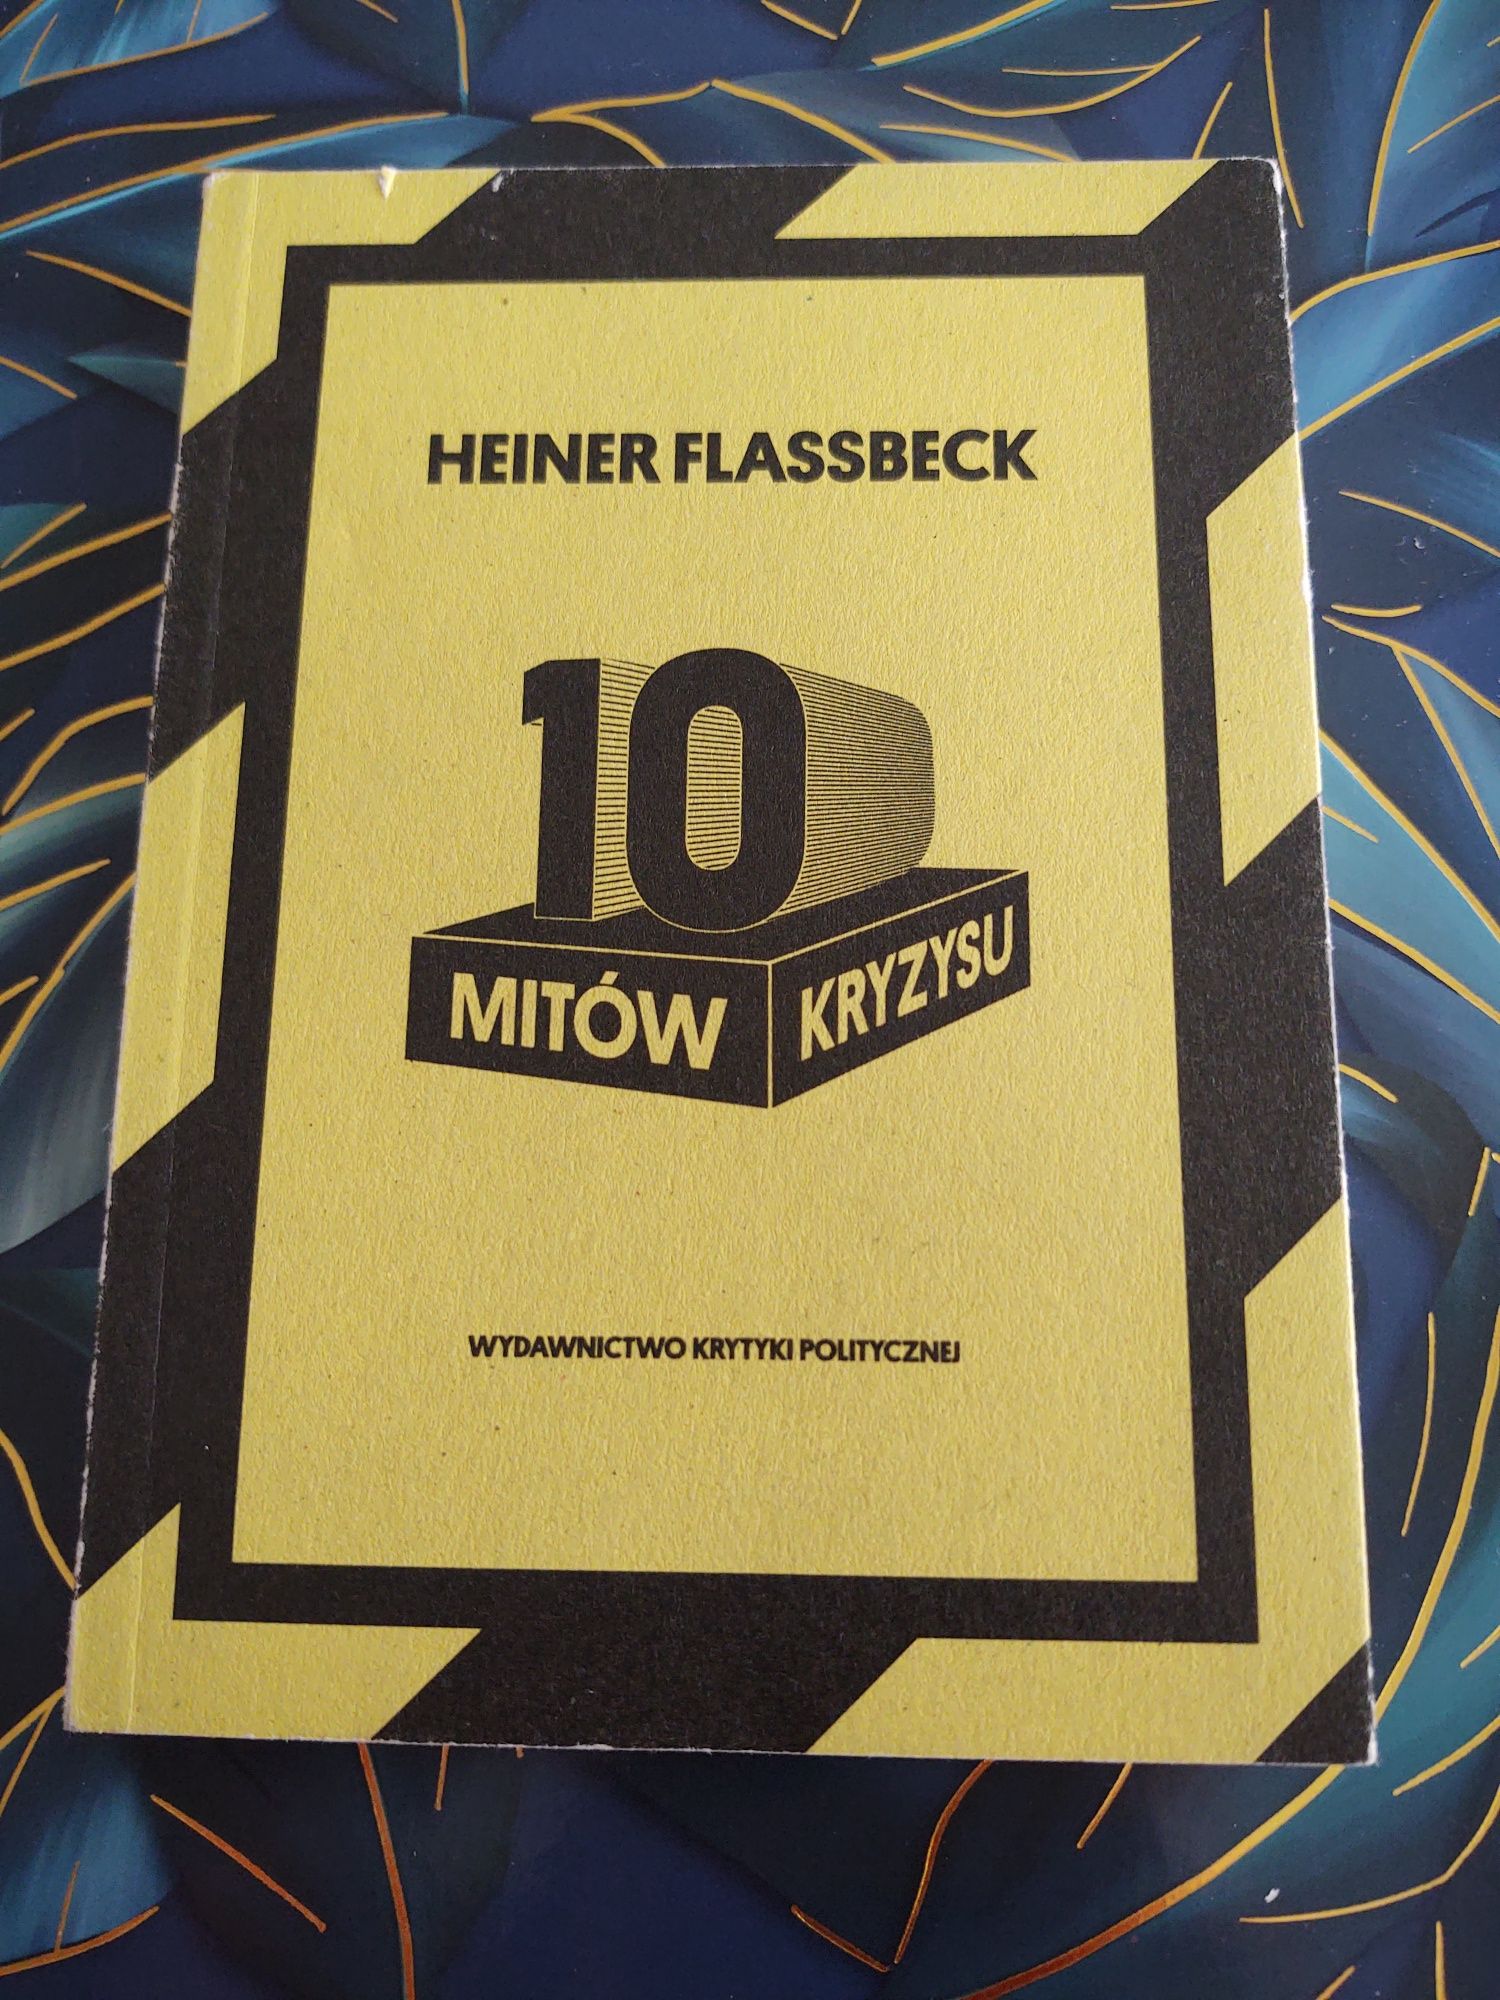 HEINER FLASSBECK
10
MITÓW KRYZYSU
WYDAWNICTWO KRYTYKI POLITYCZNEJ